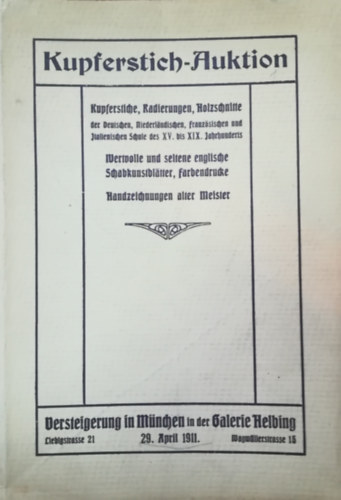 Kupferstich-Auktion
Kupferstiche, Radierungen, Holzschnitte
der Deutschen, Niederländischen, Französischen und
Italienischen Schule des XV. bis XIX. Jahrhunderts
Wertvolle und seltene englische
Schabkunstblätter, Farbendrucke
Handzeichnungen alter Meister
Versteigerung in München in der Galerie Helbing
Liebigstrasse 21
29. April 1911.
Wagmüllerstrasse 15